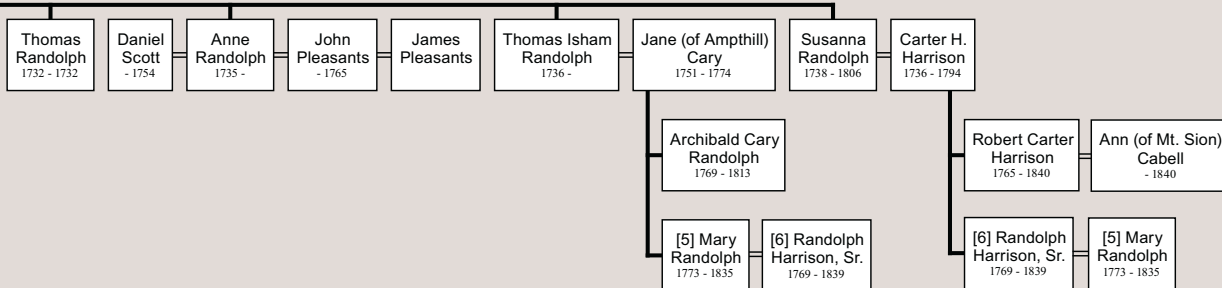 Thomas
Randolph
1732 - 1732
Daniel
Scott
- 1754
Anne
Randolph
1735 -
John
Pleasants
- 1765
James
Pleasants
Thomas Isham
Randolph
1736 -
Jane (of Ampthill)
Cary
1751 - 1774
Susanna
Randolph
1738 - 1806
Carter H.
Harrison
1736 - 1794
Archibald Cary
Randolph
1769 - 1813
Robert Carter
Harrison
1765 - 1840
Ann (of Mt. Sion)
Cabell
- 1840
[5] Mary
Randolph
1773 - 1835
[6] Randolph
Harrison, Sr.
1769 - 1839
[6] Randolph
Harrison, Sr.
1769 - 1839
[5] Mary
Randolph
1773 - 1835